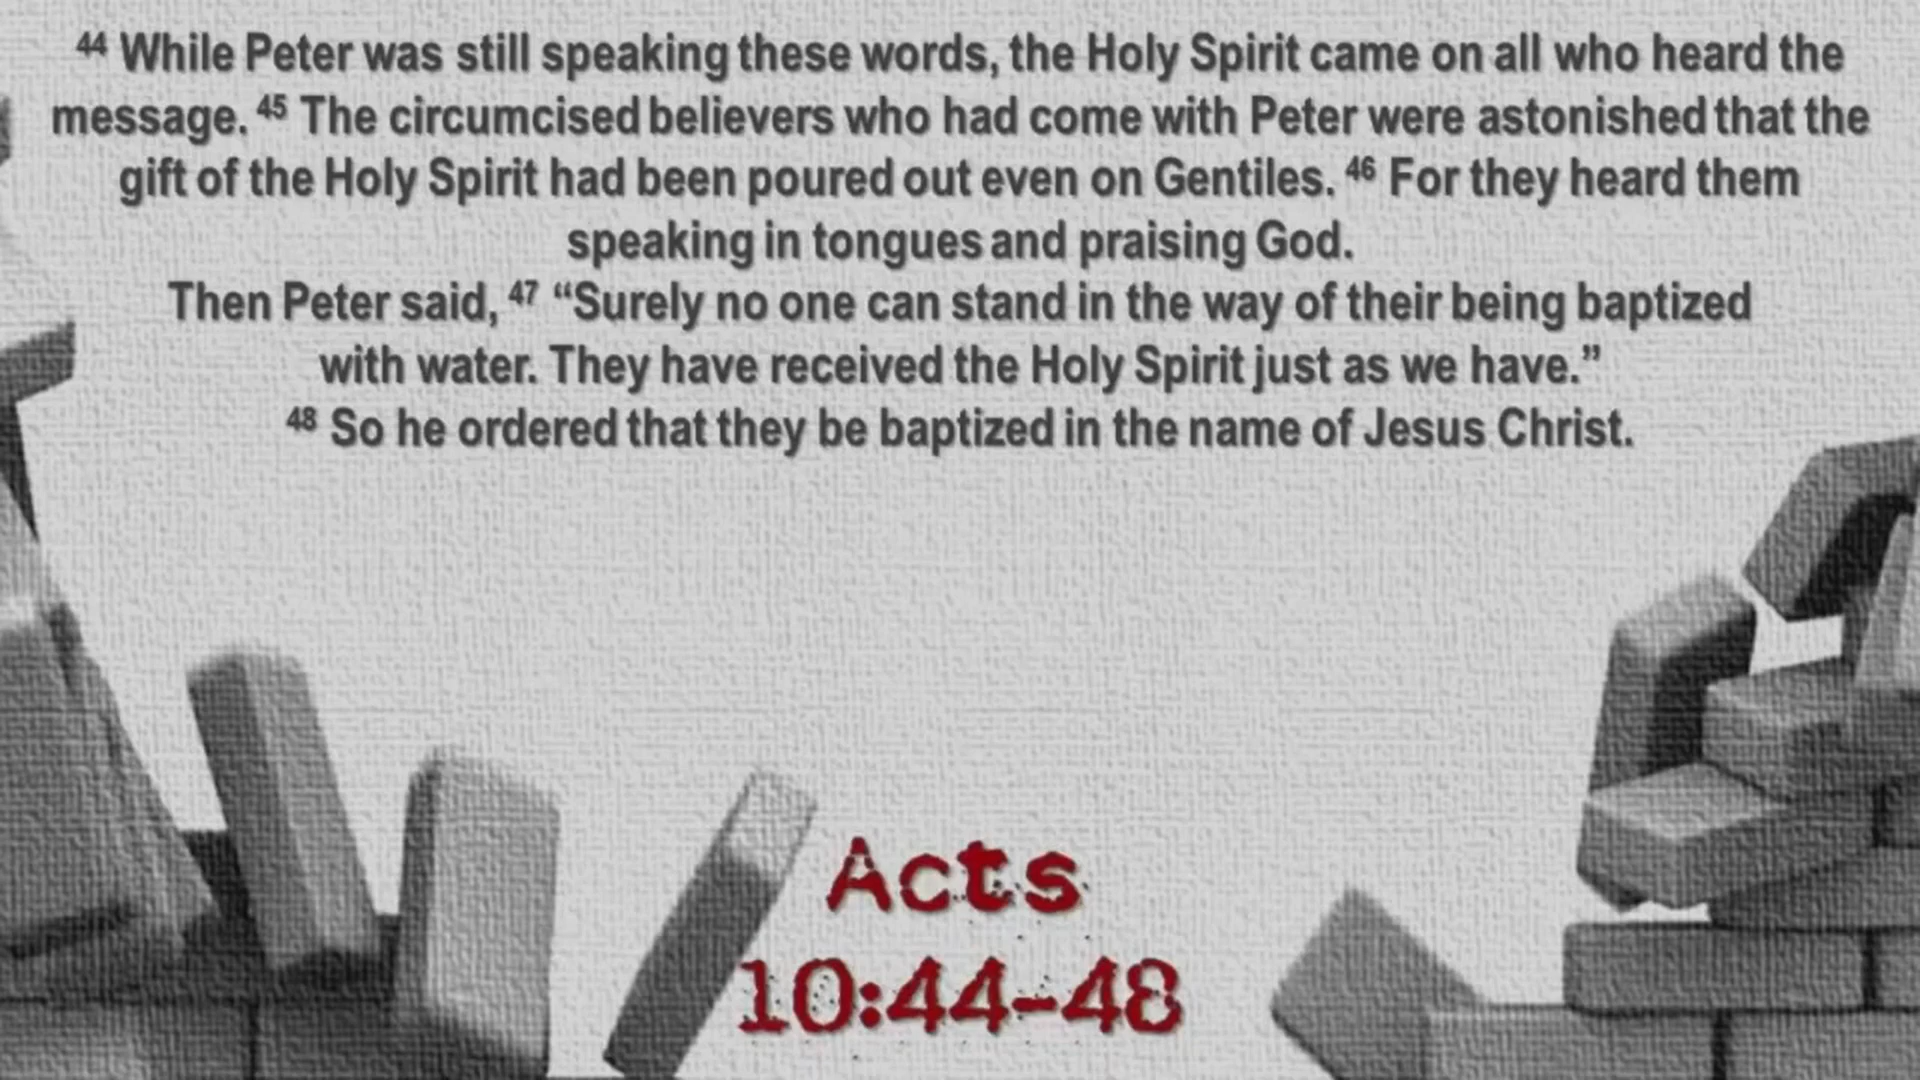 44 While Peter was still speaking these words, the Holy Spirit came on all who heard the
message. 45 The circumcised believers who had come with Peter were astonished that the
gift of the Holy Spirit had been poured out even on Gentiles. 46 For they heard them
speaking in tongues and praising God.
Then Peter said, 47 “Surely no one can stand in the way of their being baptized
with water. They have received the Holy Spirit just as we have.”
48 So he ordered that they be baptized in the name of Jesus Christ.
Acts
10:44-48